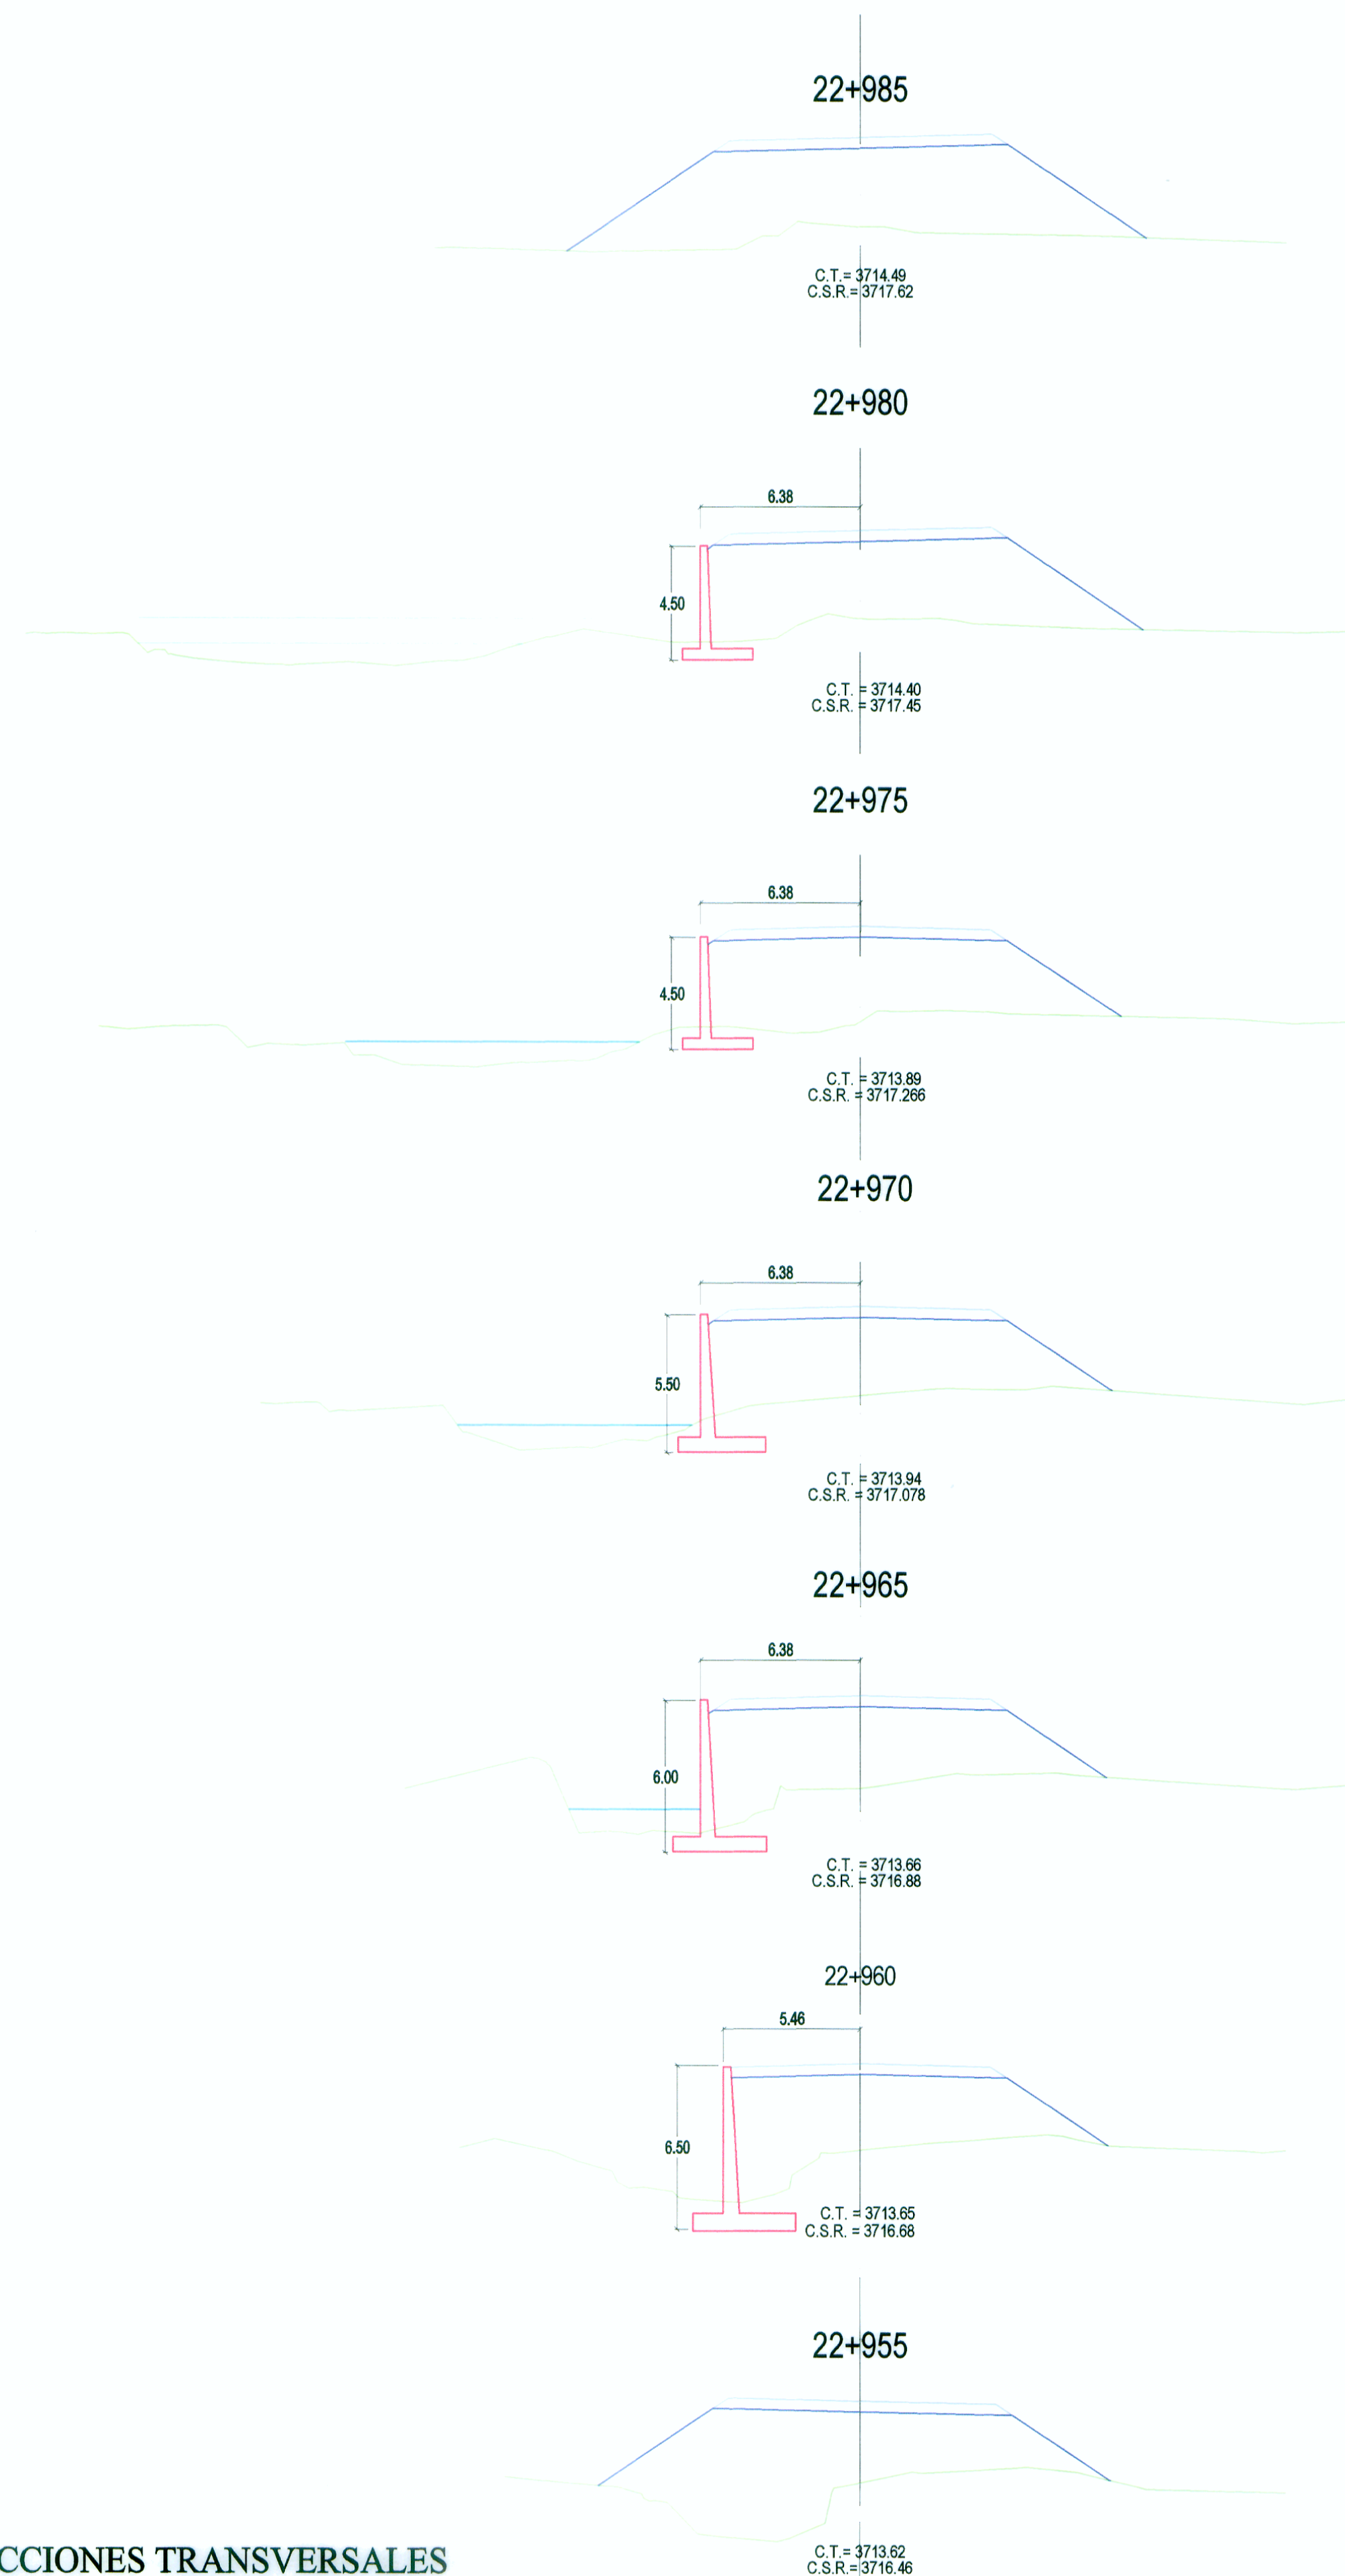 22+985
C.T.= 3714.49
C.S.R.= 3717.62
22+980
6.38
4.50
C.T. = 3714.40
C.S.R. = 3717.45
22+975
6.38
4.50
C.T. = 3713.89
C.S.R. = 3717.266
22+970
6.38
5.50
C.T. = 3713.94
C.S.R. = 3717.078
22+965
6.38
6.00
C.T. = 3713.66
C.S.R. = 3716.88
22+960
5.46
6.50
C.T. = 3713.65
C.S.R. = 3716.68
22+955
C.T.= 3713.62
C.S.R.= 3716.46
CCIONES TRANSVERSALES